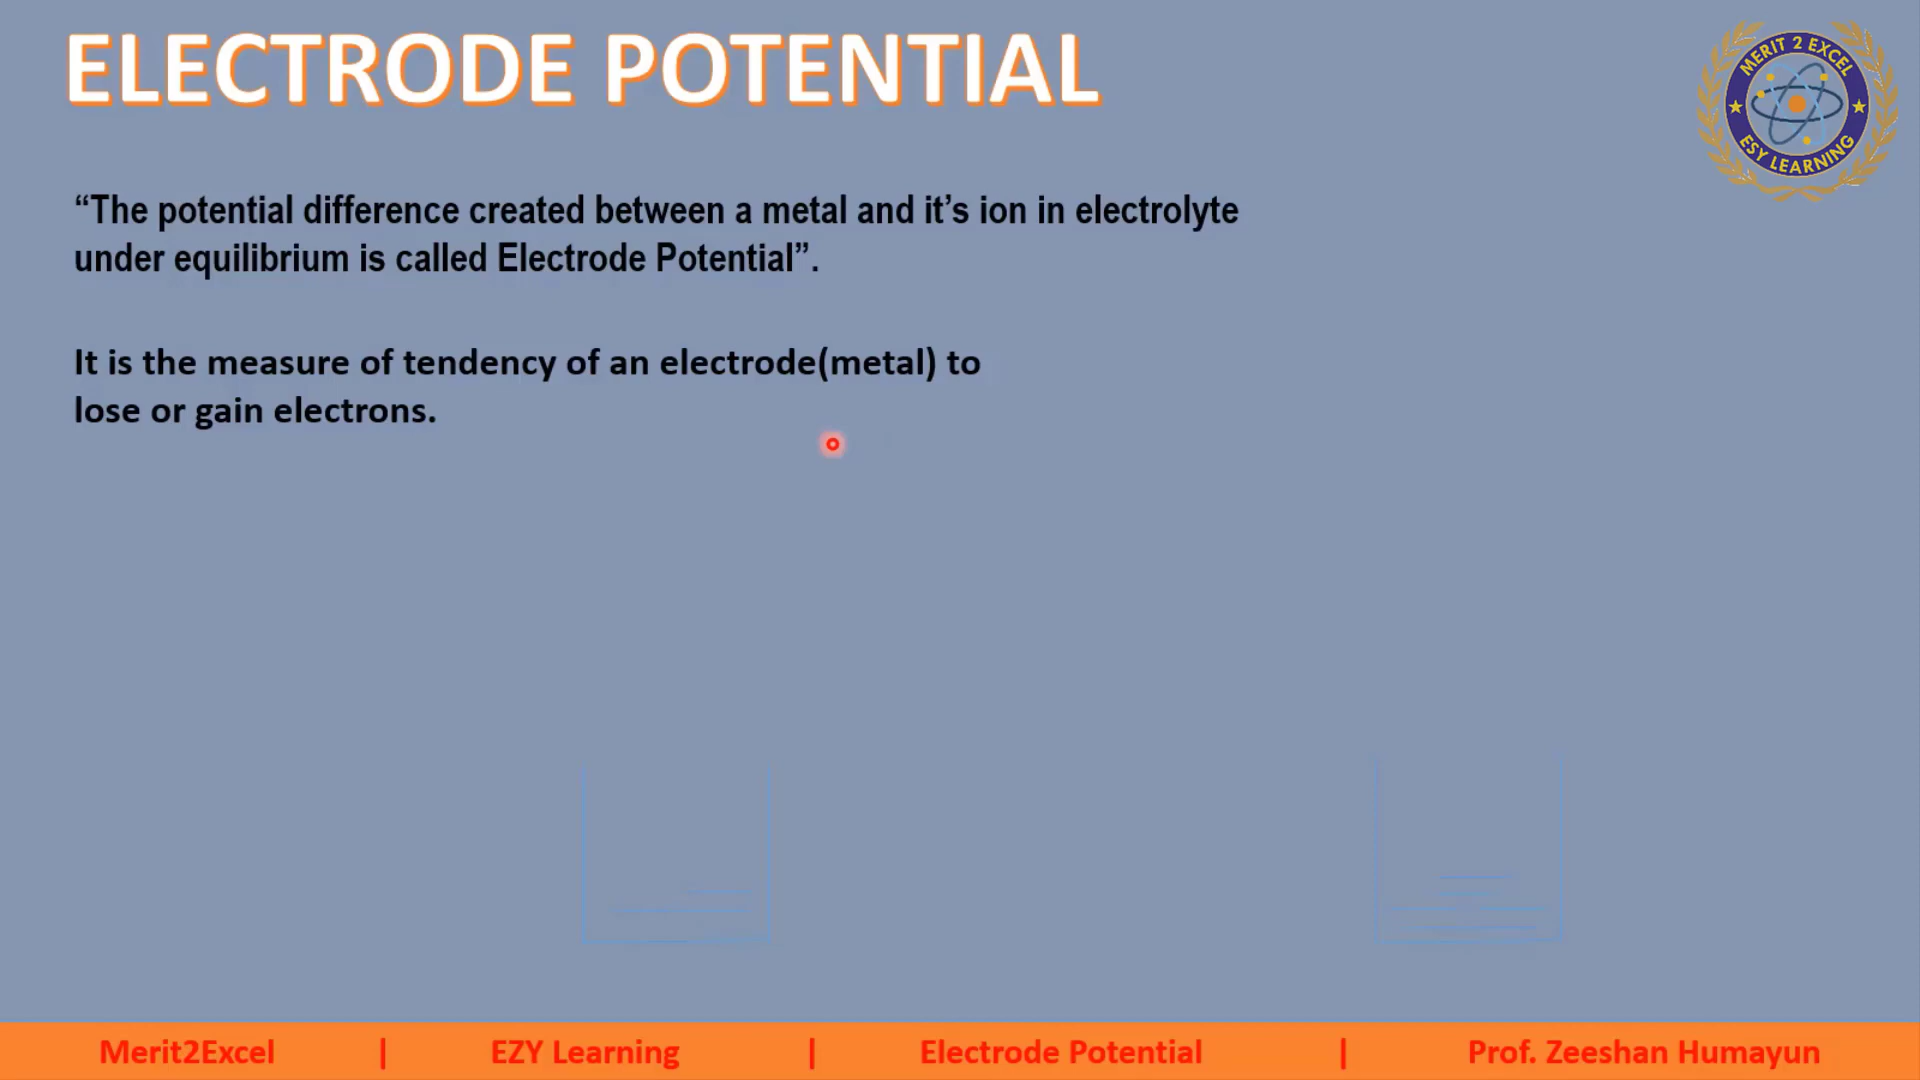 ELECTRODE POTENTIAL
MERIT 2 EXCEL
ESY LEARNING
“The potential difference created between a metal and it’s ion in electrolyte
under equilibrium is called Electrode Potential”.
It is the measure of tendency of an electrode(metal) to
lose or gain electrons.
Merit2Excel | EZY Learning | Electrode Potential | Prof. Zeeshan Humayun